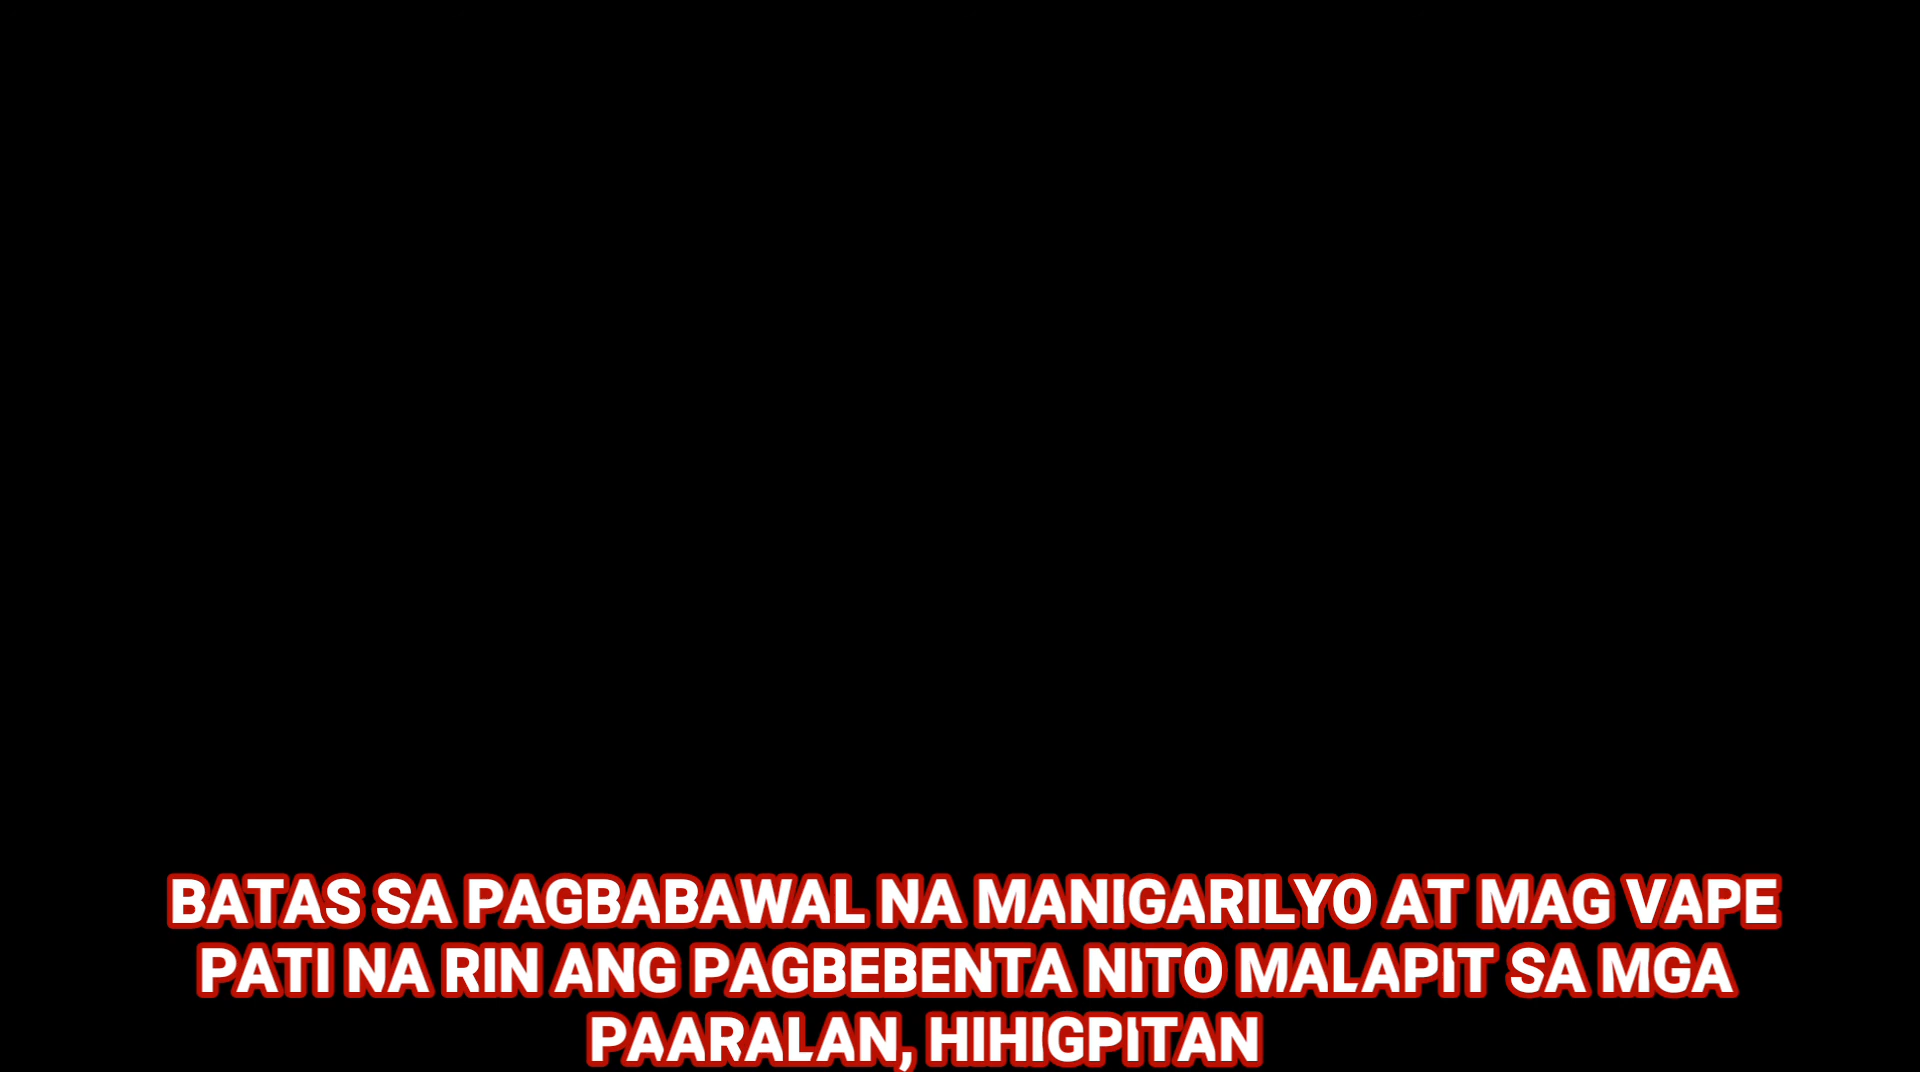 BATAS SA PAGBABAWAL NA MANIGARILYO AT MAG VAPE
PATI NA RIN ANG PAGBEBENTA NITO MALAPIT SA MGA
PAARALAN, HIHIGPITAN